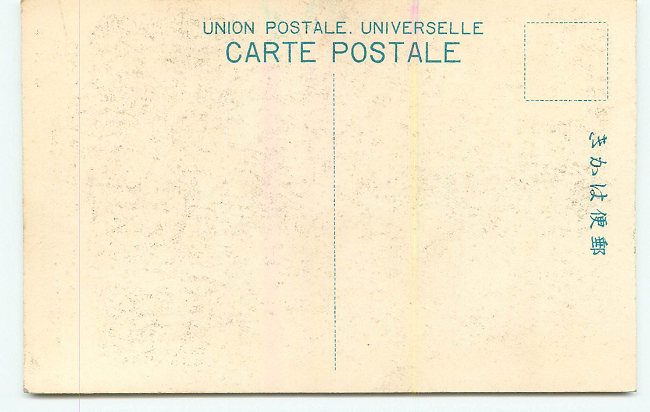 UNION POSTALE. UNIVERSELLE
CARTE POSTALE
きかは便郵